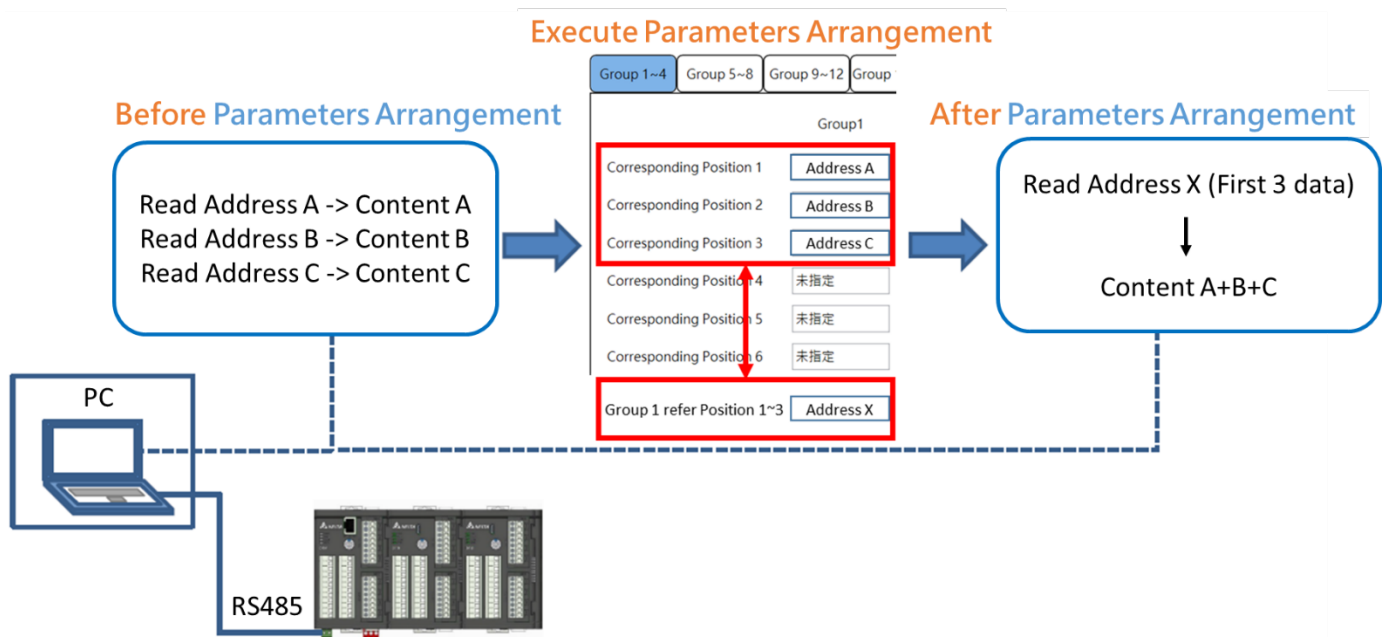 Execute Parameters Arrangement
Before Parameters Arrangement
Read Address A -> Content A
Read Address B -> Content B
Read Address C -> Content C
Group 1~4
Group 5~8
Group 9~12
Group
Group1
Corresponding Position 1
Address A
Corresponding Position 2
Address B
Corresponding Position 3
Address C
Corresponding Position 4
未指定
Corresponding Position 5
未指定
Corresponding Position 6
未指定
Group 1 refer Position 1~3
Address X
After Parameters Arrangement
Read Address X (First 3 data)
Content A+B+C
PC
RS485